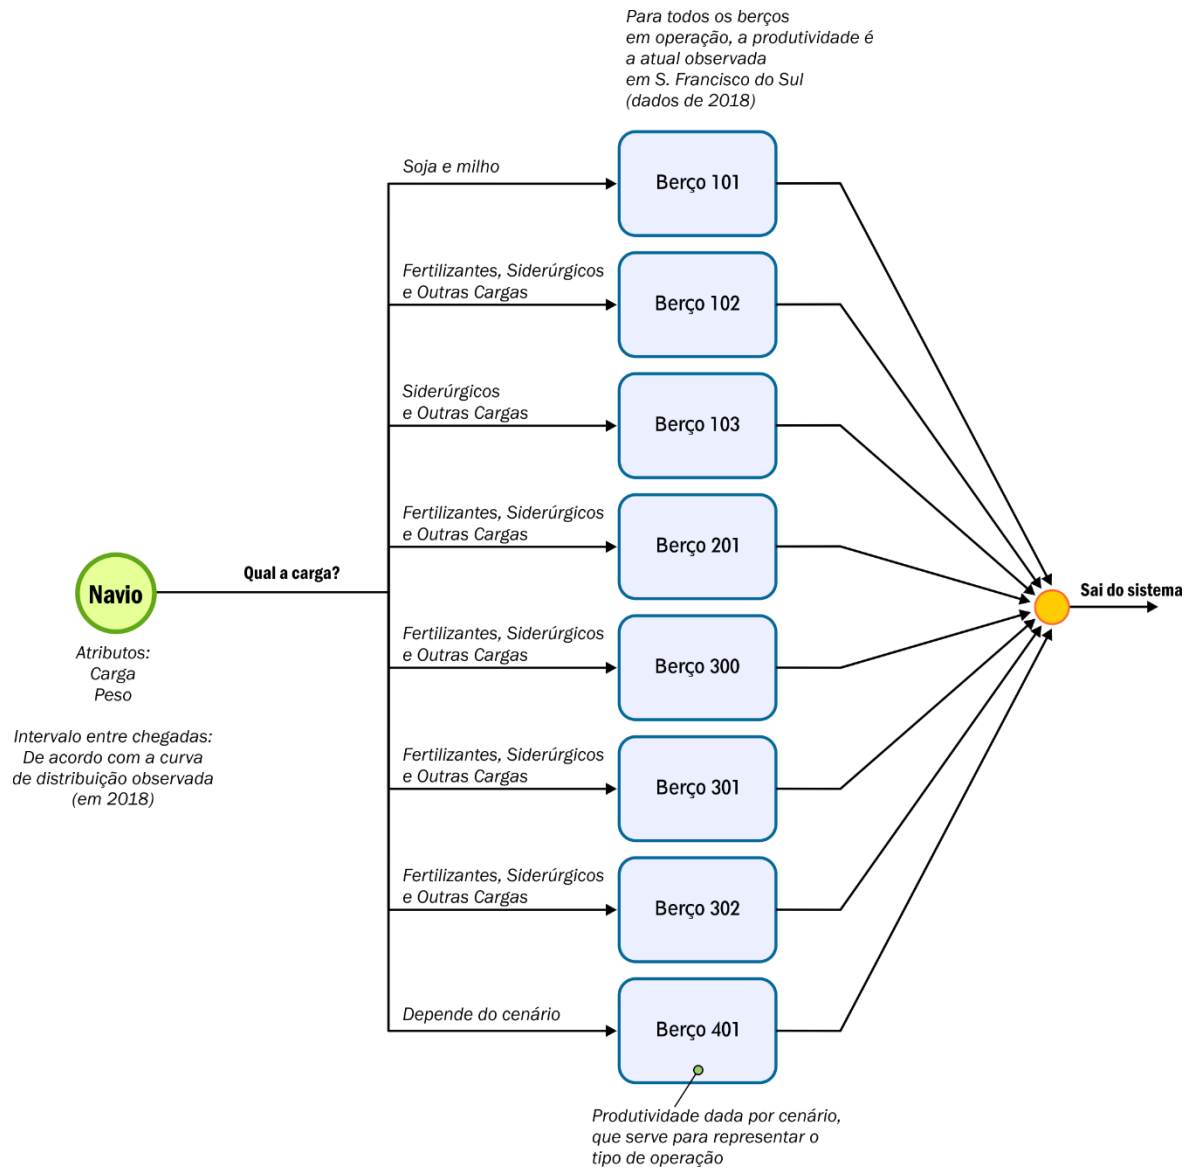 Para todos os berços
em operação, a produtividade é
a atual observada
em S. Francisco do Sul
(dados de 2018)
Soja e milho
Berço 101
Fertilizantes, Siderúrgicos
e Outras Cargas
Berço 102
Siderúrgicos
e Outras Cargas
Berço 103
Fertilizantes, Siderúrgicos
e Outras Cargas
Berço 201
Navio
Qual a carga?
Sai do sistema
Atributos:
Carga
Peso
Intervalo entre chegadas:
De acordo com a curva
de distribuição observada
(em 2018)
Fertilizantes, Siderúrgicos
e Outras Cargas
Berço 300
Fertilizantes, Siderúrgicos
e Outras Cargas
Berço 301
Fertilizantes, Siderúrgicos
e Outras Cargas
Berço 302
Depende do cenário
Berço 401
Produtividade dada por cenário,
que serve para representar o
tipo de operação